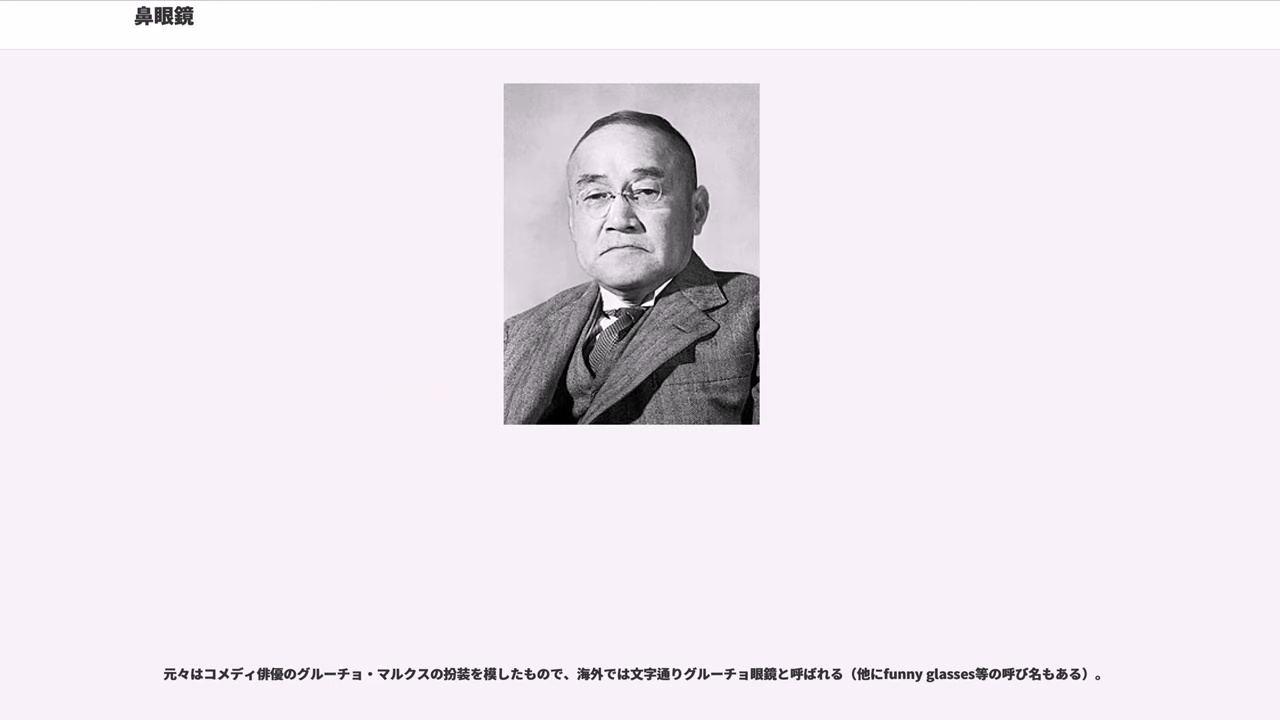 鼻眼鏡
元々はコメディ俳優のグルーチョ・マルクスの扮装を模したもので、海外では文字通りグルーチョ眼鏡と呼ばれる（他にfunny glasses等の呼び名もある）。